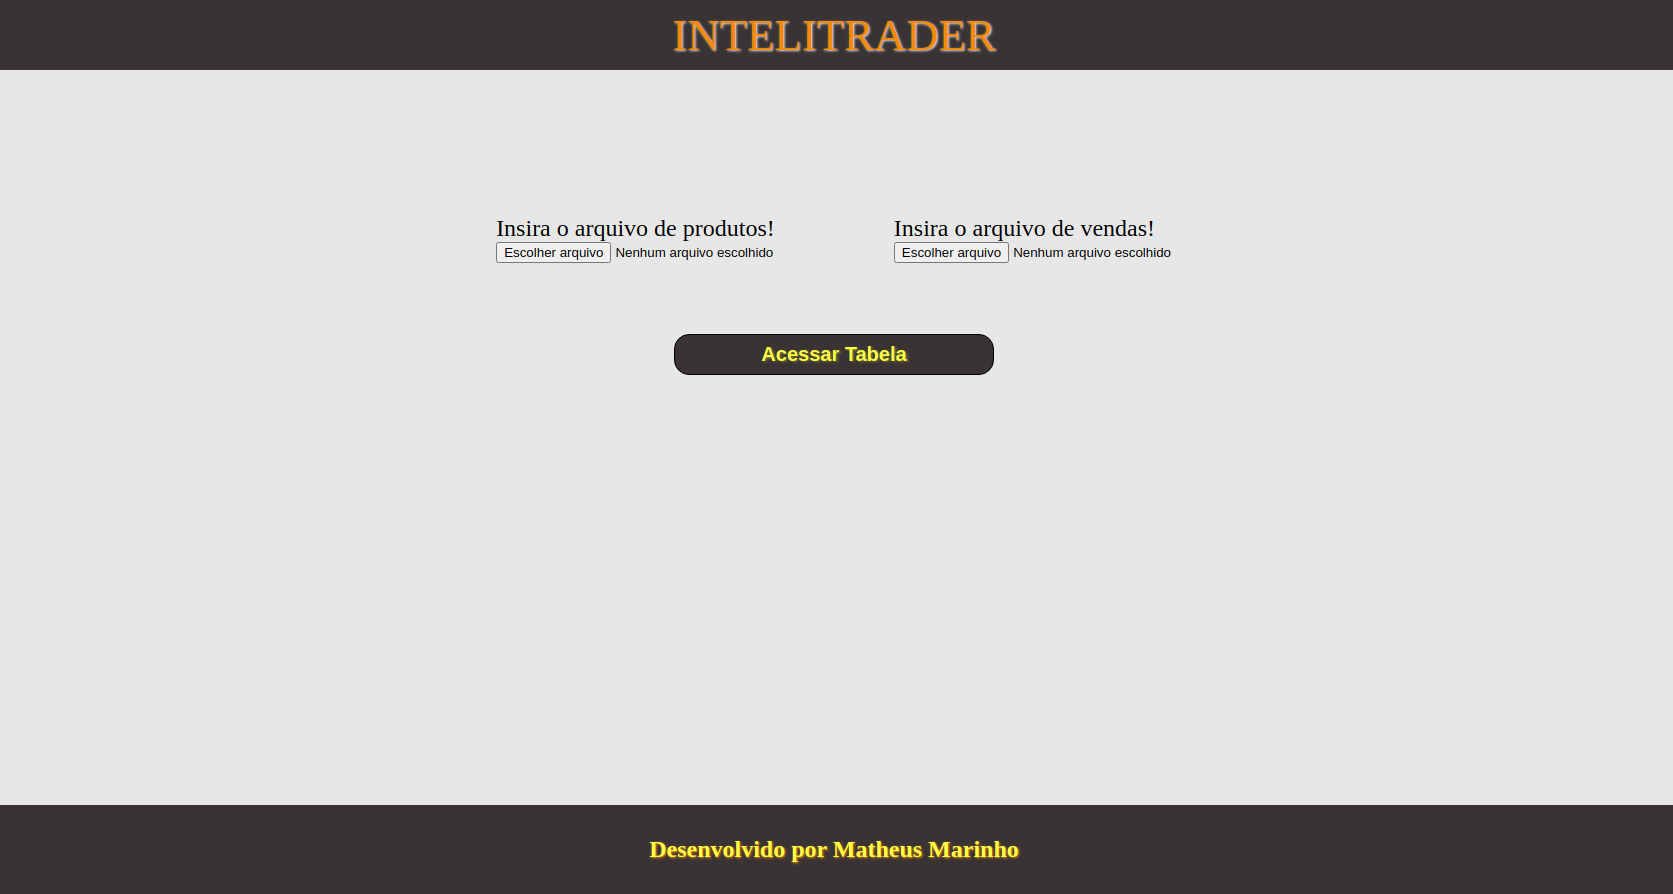 INTELITRADER
Insira o arquivo de produtos!
Escolher arquivo Nenhum arquivo escolhido
Insira o arquivo de vendas!
Escolher arquivo Nenhum arquivo escolhido
Acessar Tabela
Desenvolvido por Matheus Marinho